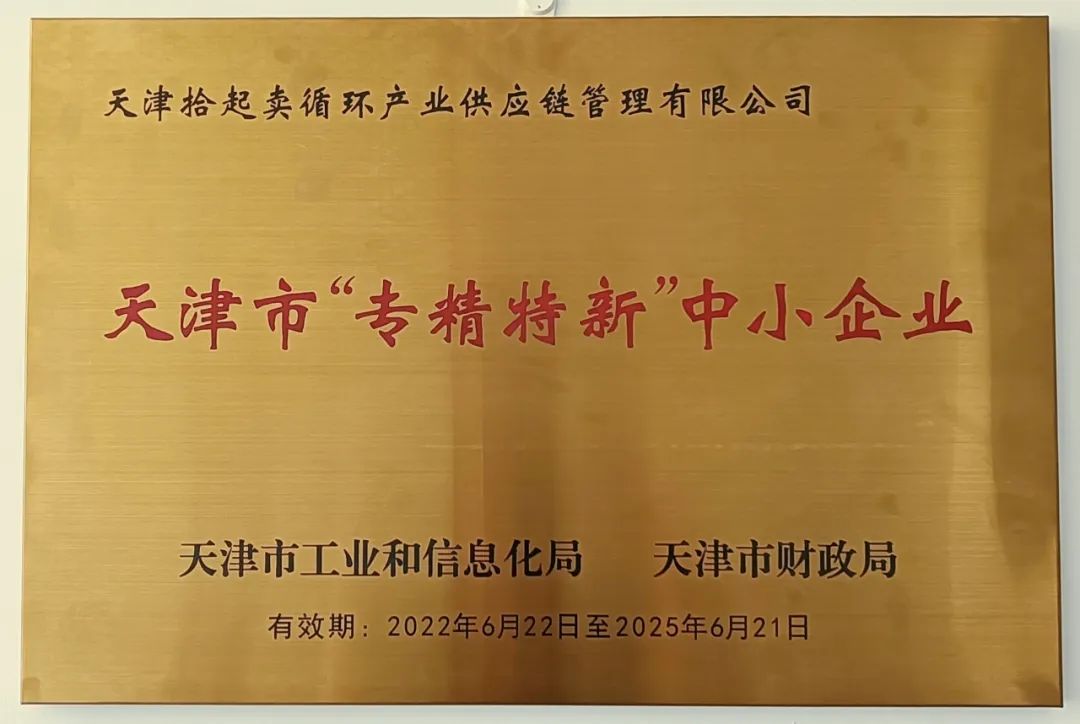 天津拾起卖循环产业供应链管理有限公司
天津市“专精特新”中小企业
天津市工业和信息化局 天津市财政局
有效期：2022年6月22日至2025年6月21日